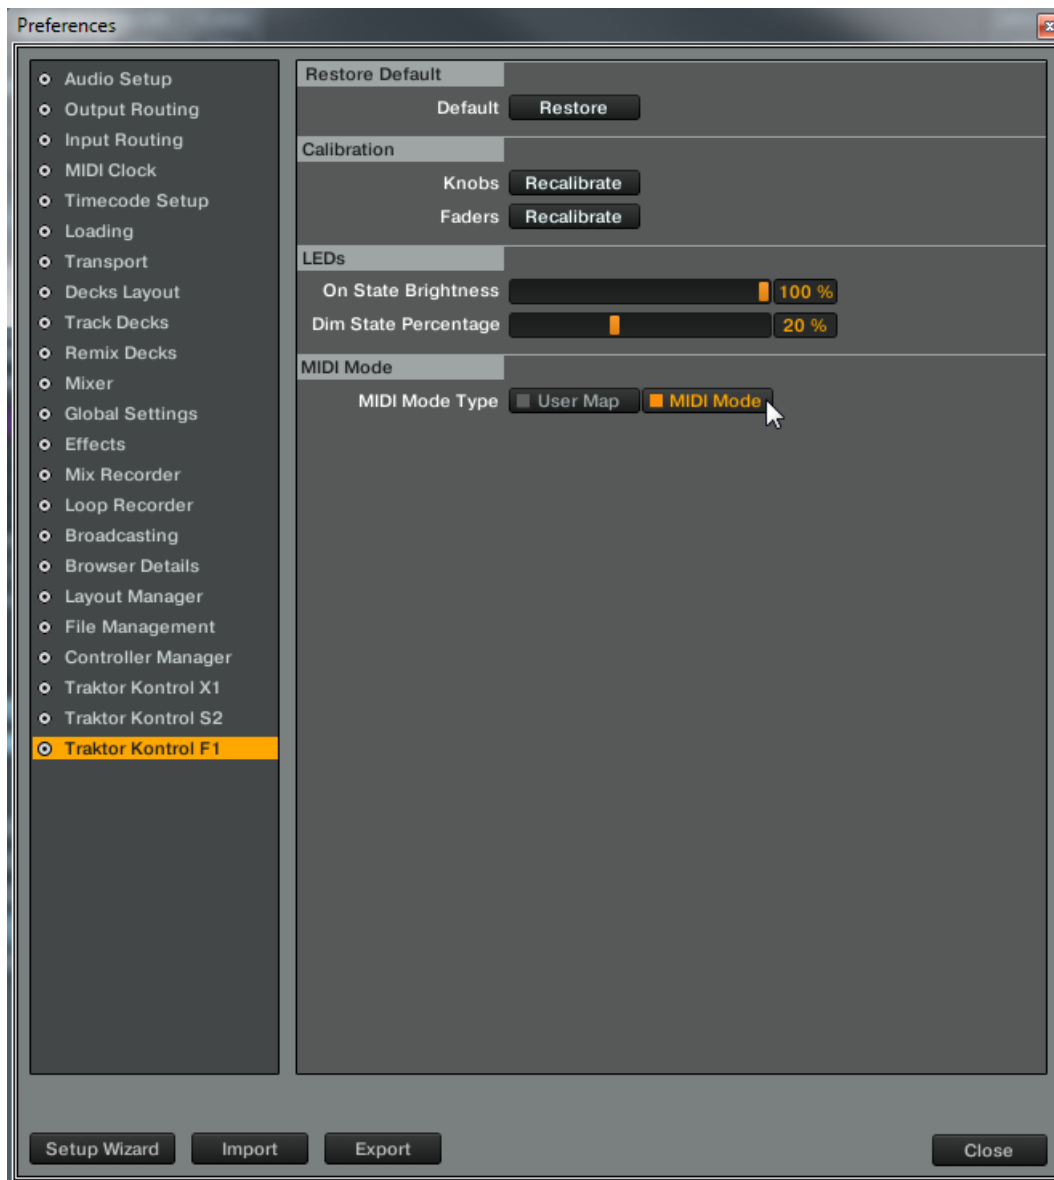 Preferences
Audio Setup
Output Routing
Input Routing
MIDI Clock
Timecode Setup
Loading
Transport
Decks Layout
Track Decks
Remix Decks
Mixer
Global Settings
Effects
Mix Recorder
Loop Recorder
Broadcasting
Browser Details
Layout Manager
File Management
Controller Manager
Traktor Kontrol X1
Traktor Kontrol S2
Traktor Kontrol F1
Restore Default
Default Restore
Calibration
Knobs Recalibrate
Faders Recalibrate
LEDs
On State Brightness 100 %
Dim State Percentage 20 %
MIDI Mode
MIDI Mode Type User Map MIDI Mode
Setup Wizard Import Export Close